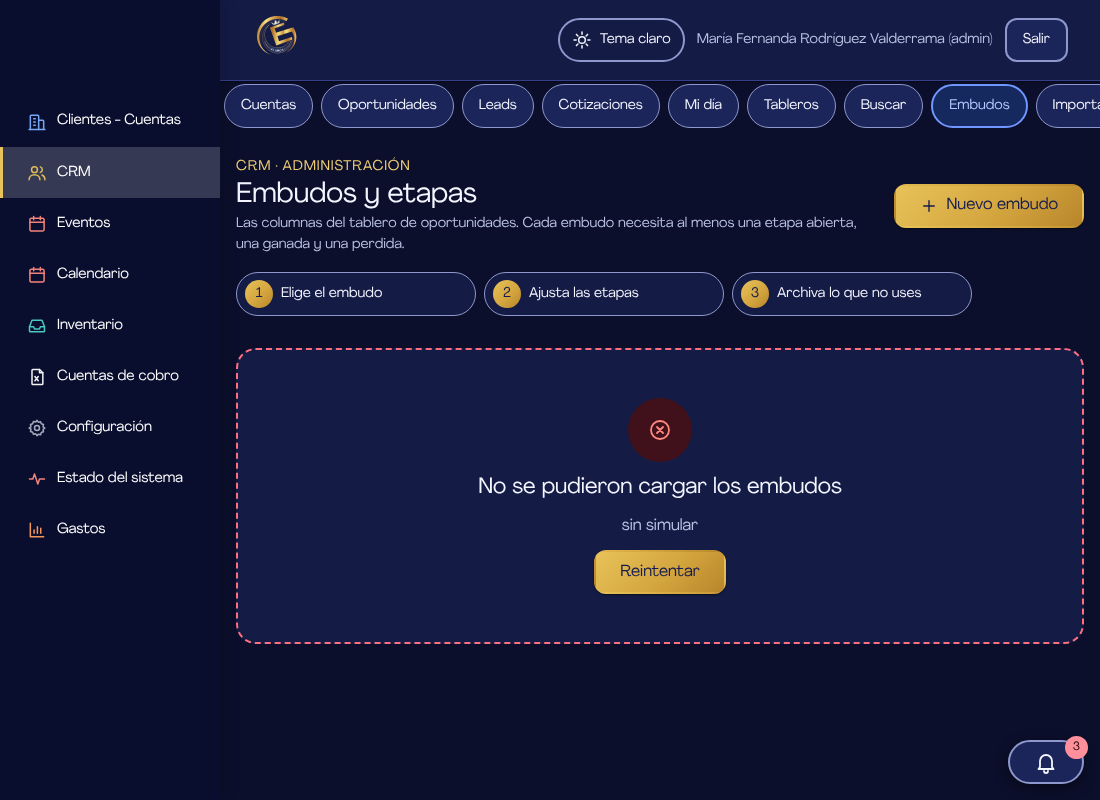 Tema claro
María Fernanda Rodríguez Valderrama (admin)
Salir
Clientes - Cuentas
CRM
Eventos
Calendario
Inventario
Cuentas de cobro
Configuración
Estado del sistema
Gastos
Cuentas
Oportunidades
Leads
Cotizaciones
Mi día
Tableros
Buscar
Embudos
Importa
CRM · ADMINISTRACIÓN
Embudos y etapas
Las columnas del tablero de oportunidades. Cada embudo necesita al menos una etapa abierta,
una ganada y una perdida.
+ Nuevo embudo
1 Elige el embudo
2 Ajusta las etapas
3 Archiva lo que no uses
No se pudieron cargar los embudos
sin simular
Reintentar
3